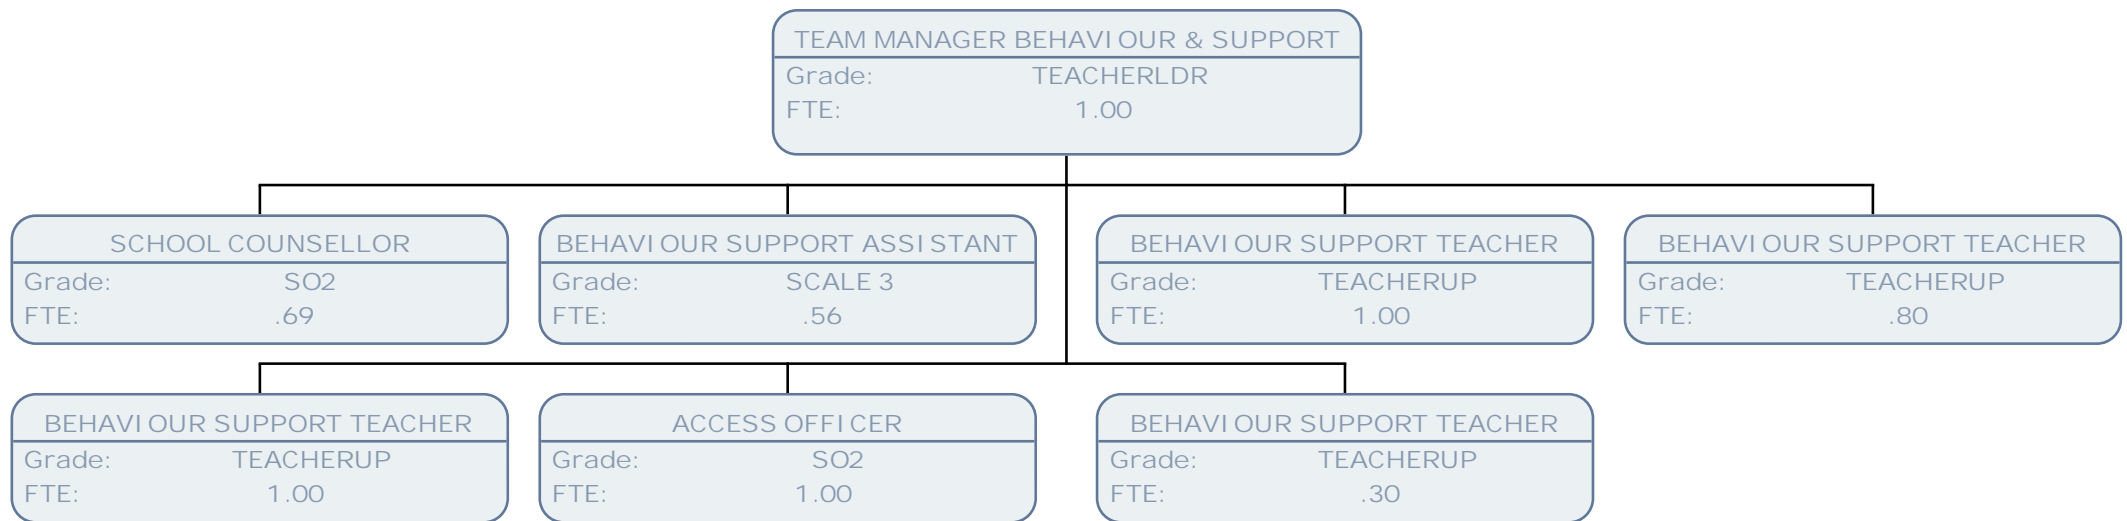 TEAM MANAGER BEHAVIOUR & SUPPORT
Grade: TEACHERLDR
FTE: 1.00
SCHOOL COUNSELLOR
Grade: SO2
FTE: .69
BEHAVIOUR SUPPORT ASSISTANT
Grade: SCALE 3
FTE: .56
BEHAVIOUR SUPPORT TEACHER
Grade: TEACHERUP
FTE: 1.00
BEHAVIOUR SUPPORT TEACHER
Grade: TEACHERUP
FTE: .80
BEHAVIOUR SUPPORT TEACHER
Grade: TEACHERUP
FTE: 1.00
ACCESS OFFICER
Grade: SO2
FTE: 1.00
BEHAVIOUR SUPPORT TEACHER
Grade: TEACHERUP
FTE: .30